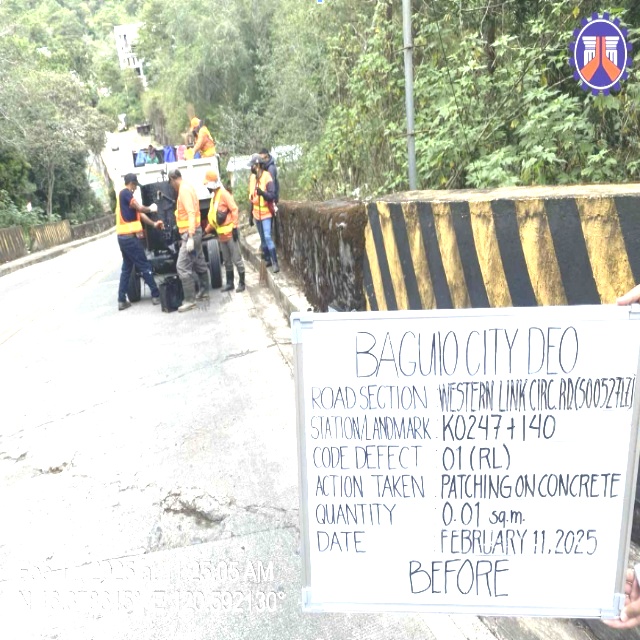 BAGUIO CITY DEO
ROAD SECTION : WESTERN LINK CIRC. RD.(S00527LZ)
STATION/LANDMARK : K0247+140
CODE DEFECT : 01 (RL)
ACTION TAKEN : PATCHING ON CONCRETE
QUANTITY : 0.01 sq.m.
DATE : FEBRUARY 11, 2025
BEFORE